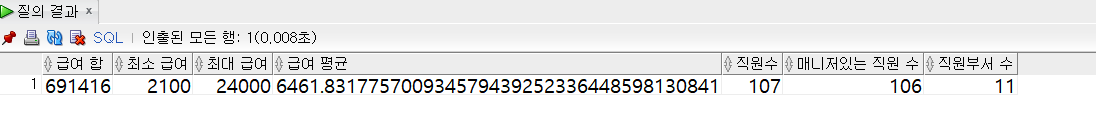 질의 결과 x
SQL | 인출된 모든 행: 1(0,008초)
급여 합 최소 급여 최대 급여 급여 평균 직원수 매니저있는 직원 수 직원부서 수
1 691416 2100 24000 6461.831775700934579439252336448598130841 107 106 11